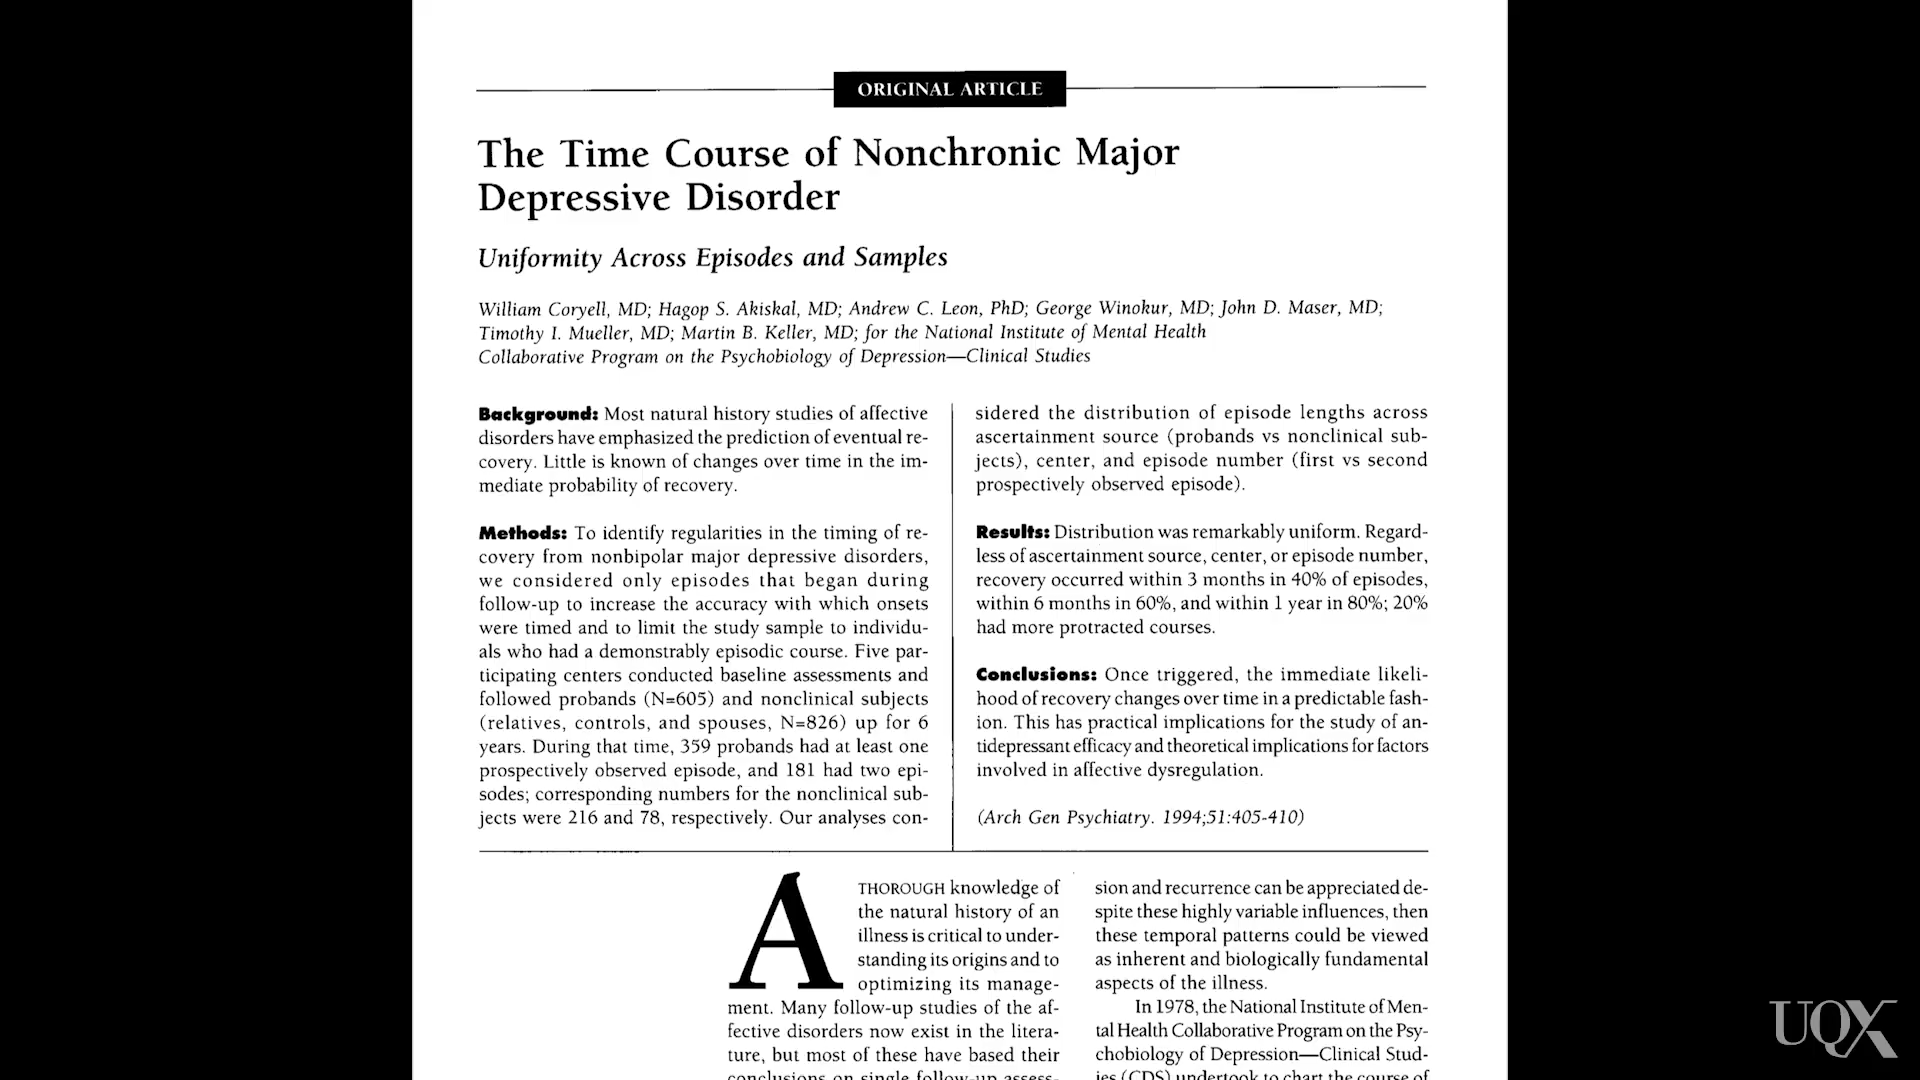 ORIGINAL ARTICLE
The Time Course of Nonchronic Major
Depressive Disorder
Uniformity Across Episodes and Samples
William Coryell, MD; Hagop S. Akiskal, MD; Andrew C. Leon, PhD; George Winokur, MD; John D. Maser, MD;
Timothy I. Mueller, MD; Martin B. Keller, MD; for the National Institute of Mental Health
Collaborative Program on the Psychobiology of Depression—Clinical Studies
Background: Most natural history studies of affective
disorders have emphasized the prediction of eventual re-
covery. Little is known of changes over time in the im-
mediate probability of recovery.
Methods: To identify regularities in the timing of re-
covery from nonbipolar major depressive disorders,
we considered only episodes that began during
follow-up to increase the accuracy with which onsets
were timed and to limit the study sample to individu-
als who had a demonstrably episodic course. Five par-
ticipating centers conducted baseline assessments and
followed probands (N=605) and nonclinical subjects
(relatives, controls, and spouses, N=826) up for 6
years. During that time, 359 probands had at least one
prospectively observed episode, and 181 had two epi-
sodes; corresponding numbers for the nonclinical sub-
jects were 216 and 78, respectively. Our analyses con-
sidered the distribution of episode lengths across
ascertainment source (probands vs nonclinical sub-
jects), center, and episode number (first vs second
prospectively observed episode).
Results: Distribution was remarkably uniform. Regard-
less of ascertainment source, center, or episode number,
recovery occurred within 3 months in 40% of episodes,
within 6 months in 60%, and within 1 year in 80%; 20%
had more protracted courses.
Conclusions: Once triggered, the immediate likeli-
hood of recovery changes over time in a predictable fash-
ion. This has practical implications for the study of an-
tidepressant efficacy and theoretical implications for factors
involved in affective dysregulation.
(Arch Gen Psychiatry. 1994;51:405-410)
A THOROUGH knowledge of
the natural history of an
illness is critical to under-
standing its origins and to
optimizing its manage-
ment. Many follow-up studies of the af-
fective disorders now exist in the litera-
ture, but most of these have based their
conclusions on single follow-up assess-
sion and recurrence can be appreciated de-
spite these highly variable influences, then
these temporal patterns could be viewed
as inherent and biologically fundamental
aspects of the illness.
In 1978, the National Institute of Men-
tal Health Collaborative Program on the Psy-
chobiology of Depression—Clinical Stud-
ies (CDS) undertook to chart the course of
UQX